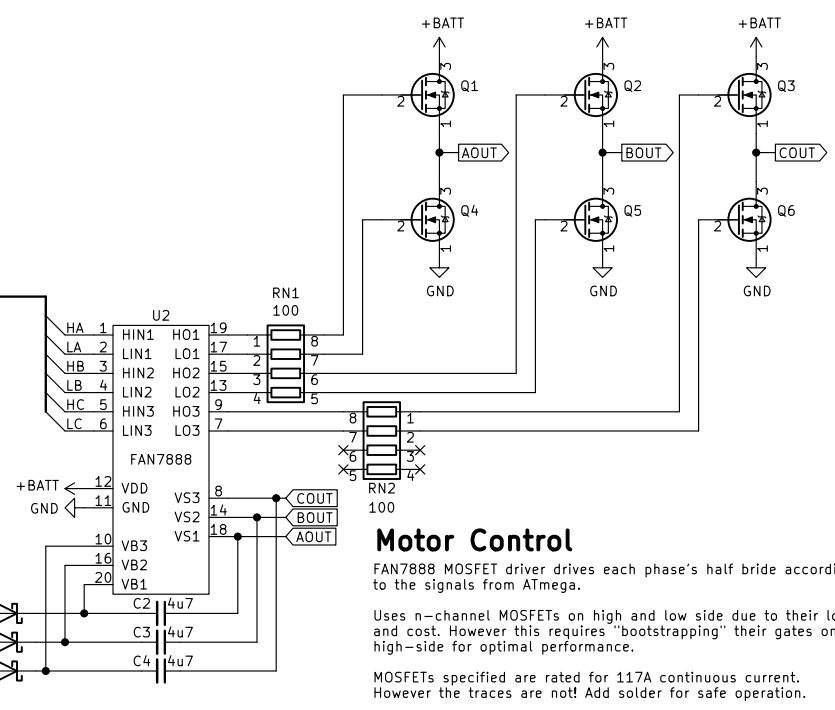 +BATT +BATT +BATT
3 3 3
Q1 Q2 Q3
2 2 2
1 1 1
AOUT BOUT COUT
3 3 3
Q4 Q5 Q6
2 2 2
1 1 1
GND GND GND
RN1
100
U2
HA 1 HIN1 HO1 19 1 8
LA 2 LIN1 LO1 17 2 7
HB 3 HIN2 HO2 15 3 6
LB 4 LIN2 LO2 13 4 5
HC 5 HIN3 HO3 9 8 1
LC 6 LIN3 LO3 7 7 2
6 3
5 4
FAN7888
RN2
100
+BATT 12 VDD
GND 11 GND
VS3 8 COUT
VS2 14 BOUT
VS1 18 AOUT
10 VB3
16 VB2
20 VB1
C2 4u7
C3 4u7
C4 4u7
Motor Control
FAN7888 MOSFET driver drives each phase's half bridge
to the signals from ATmega.
Uses n-channel MOSFETs on high and low side due to their
and cost. However this requires "bootstrapping" their gates
high-side for optimal performance.
MOSFETs specified are rated for 117A continuous current.
However the traces are not! Add solder for safe operation.